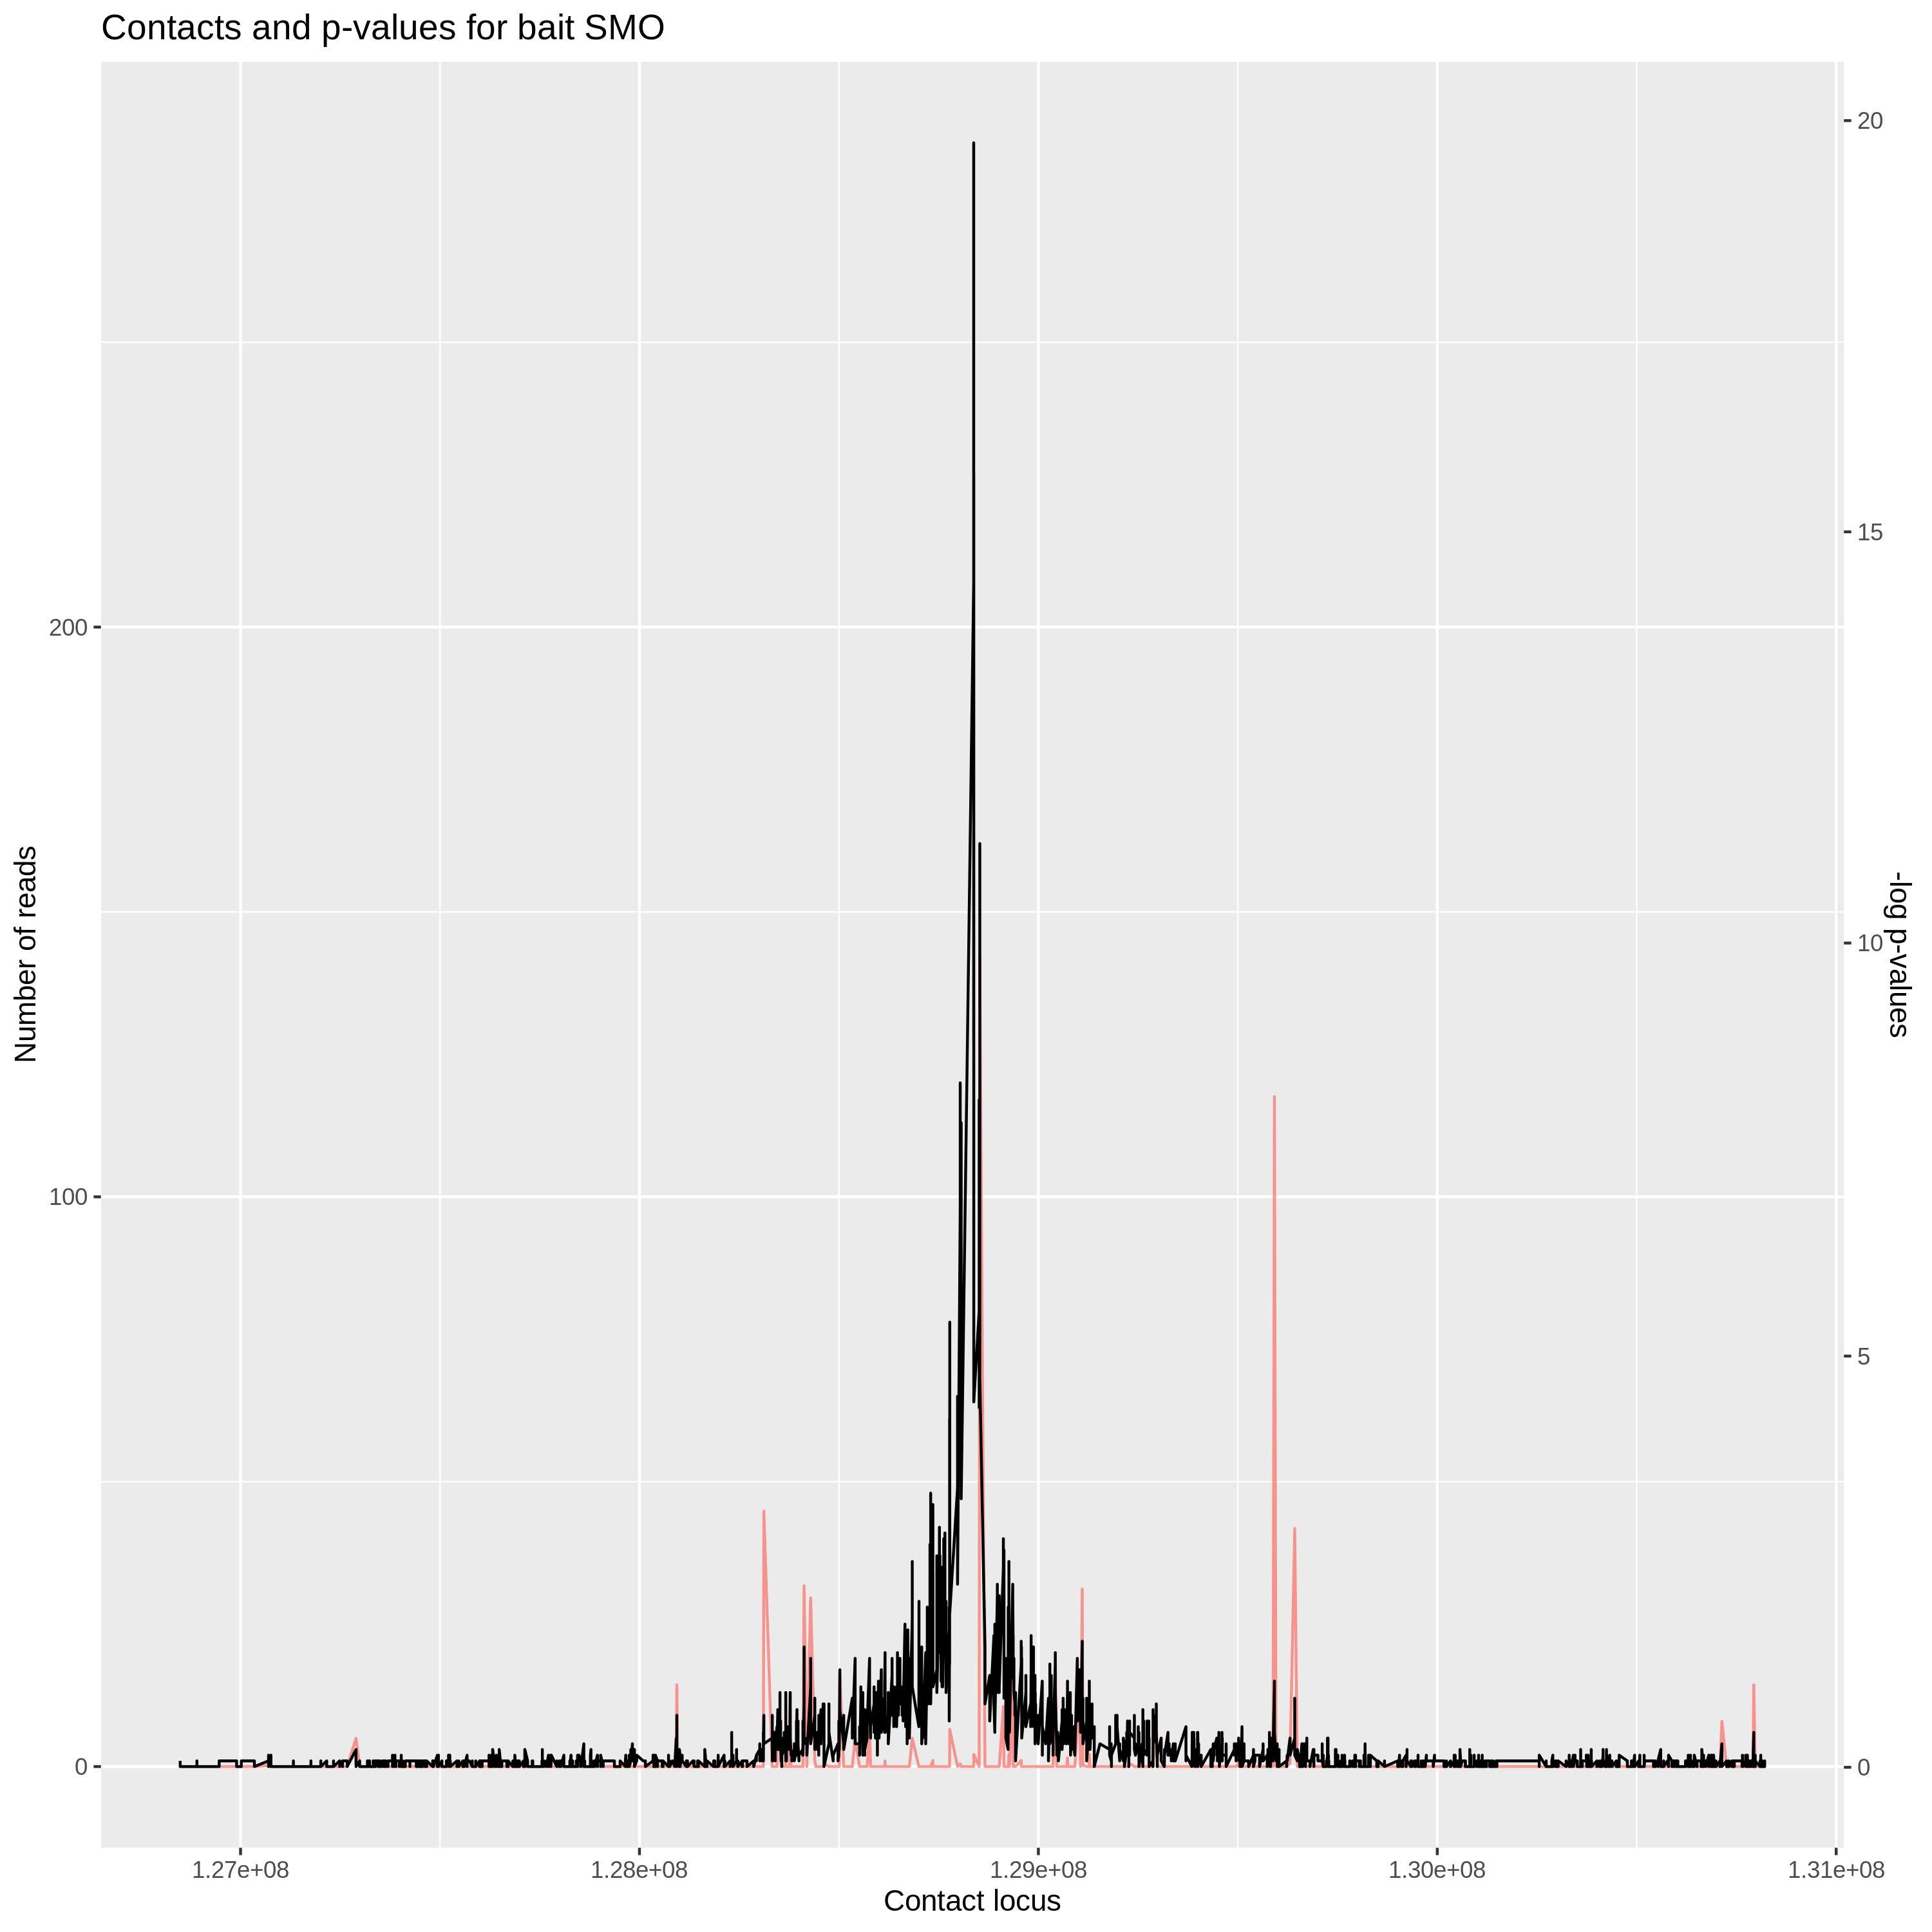 Contacts and p-values for bait SMO
20
15
200
Number of reads
10
-log p-values
100
5
0
0
1.27e+08
1.28e+08
1.29e+08
1.30e+08
1.31e+08
Contact locus